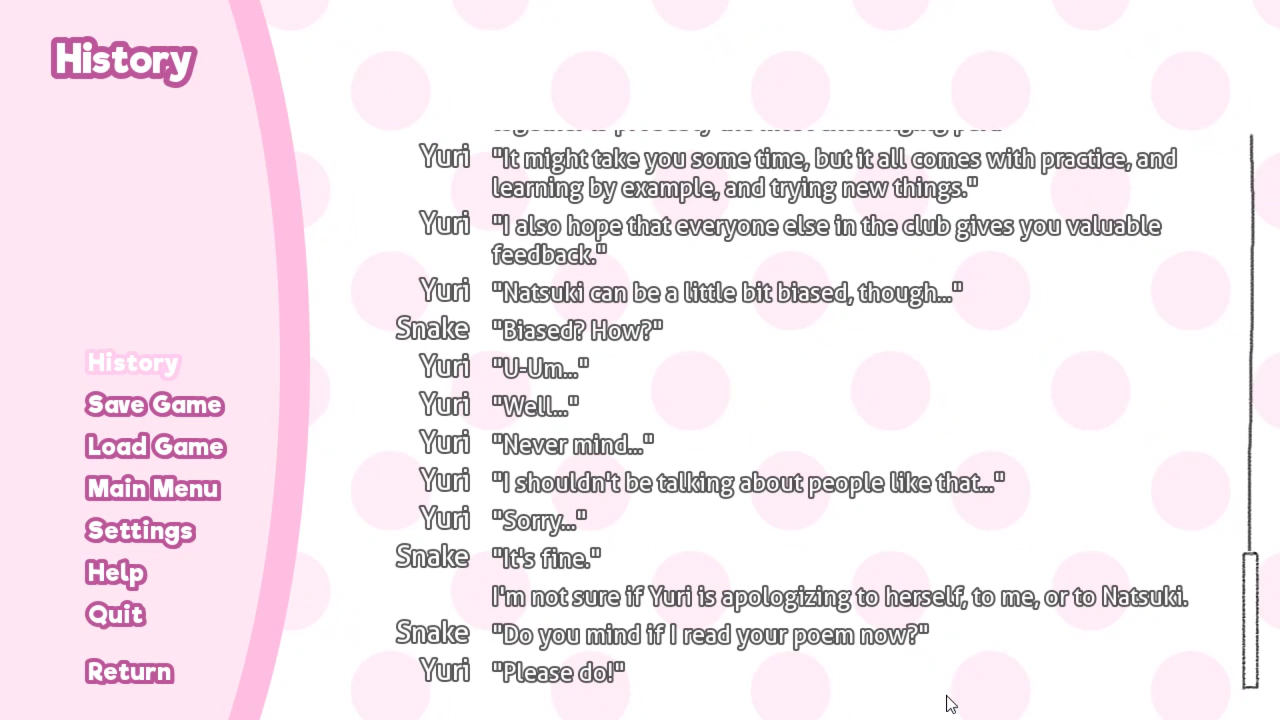 History
Yuri "It might take you some time, but it all comes with practice, and
learning by example, and trying new things."
Yuri "I also hope that everyone else in the club gives you valuable
feedback."
Yuri "Natsuki can be a little bit biased, though..."
Snake "Biased? How?"
Yuri "U-Um..."
Yuri "Well..."
Yuri "Never mind..."
Yuri "I shouldn't be talking about people like that..."
Yuri "Sorry..."
Snake "It's fine."
I'm not sure if Yuri is apologizing to herself, to me, or to Natsuki.
Snake "Do you mind if I read your poem now?"
Yuri "Please do!"
History
Save Game
Load Game
Main Menu
Settings
Help
Quit
Return